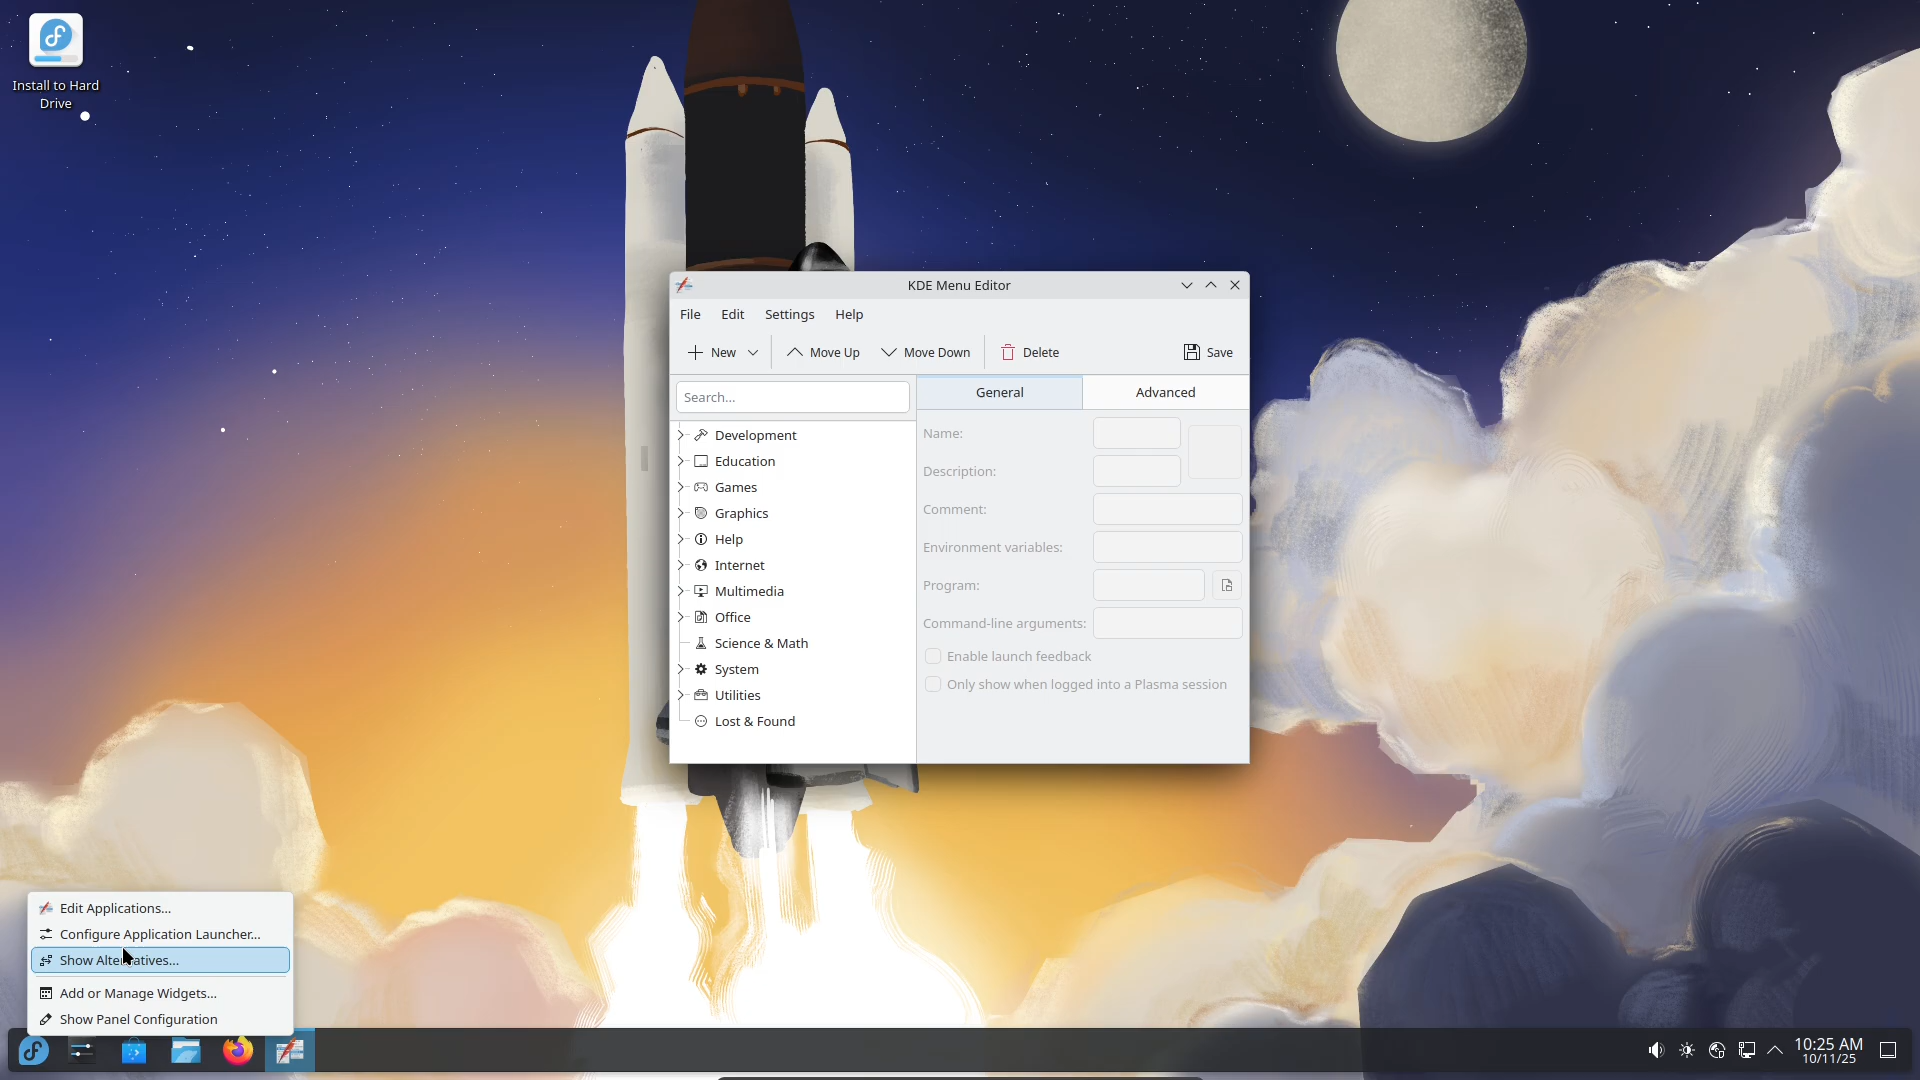 Install to Hard
Drive
KDE Menu Editor
File Edit Settings Help
New Move Up Move Down Delete Save
Search...
General Advanced
Development
Education
Games
Graphics
Help
Internet
Multimedia
Office
Science & Math
System
Utilities
Lost & Found
Name:
Description:
Comment:
Environment variables:
Program:
Command-line arguments:
Enable launch feedback
Only show when logged into a Plasma session
Edit Applications...
Configure Application Launcher...
Show Alternatives...
Add or Manage Widgets...
Show Panel Configuration
10:25 AM
10/11/25